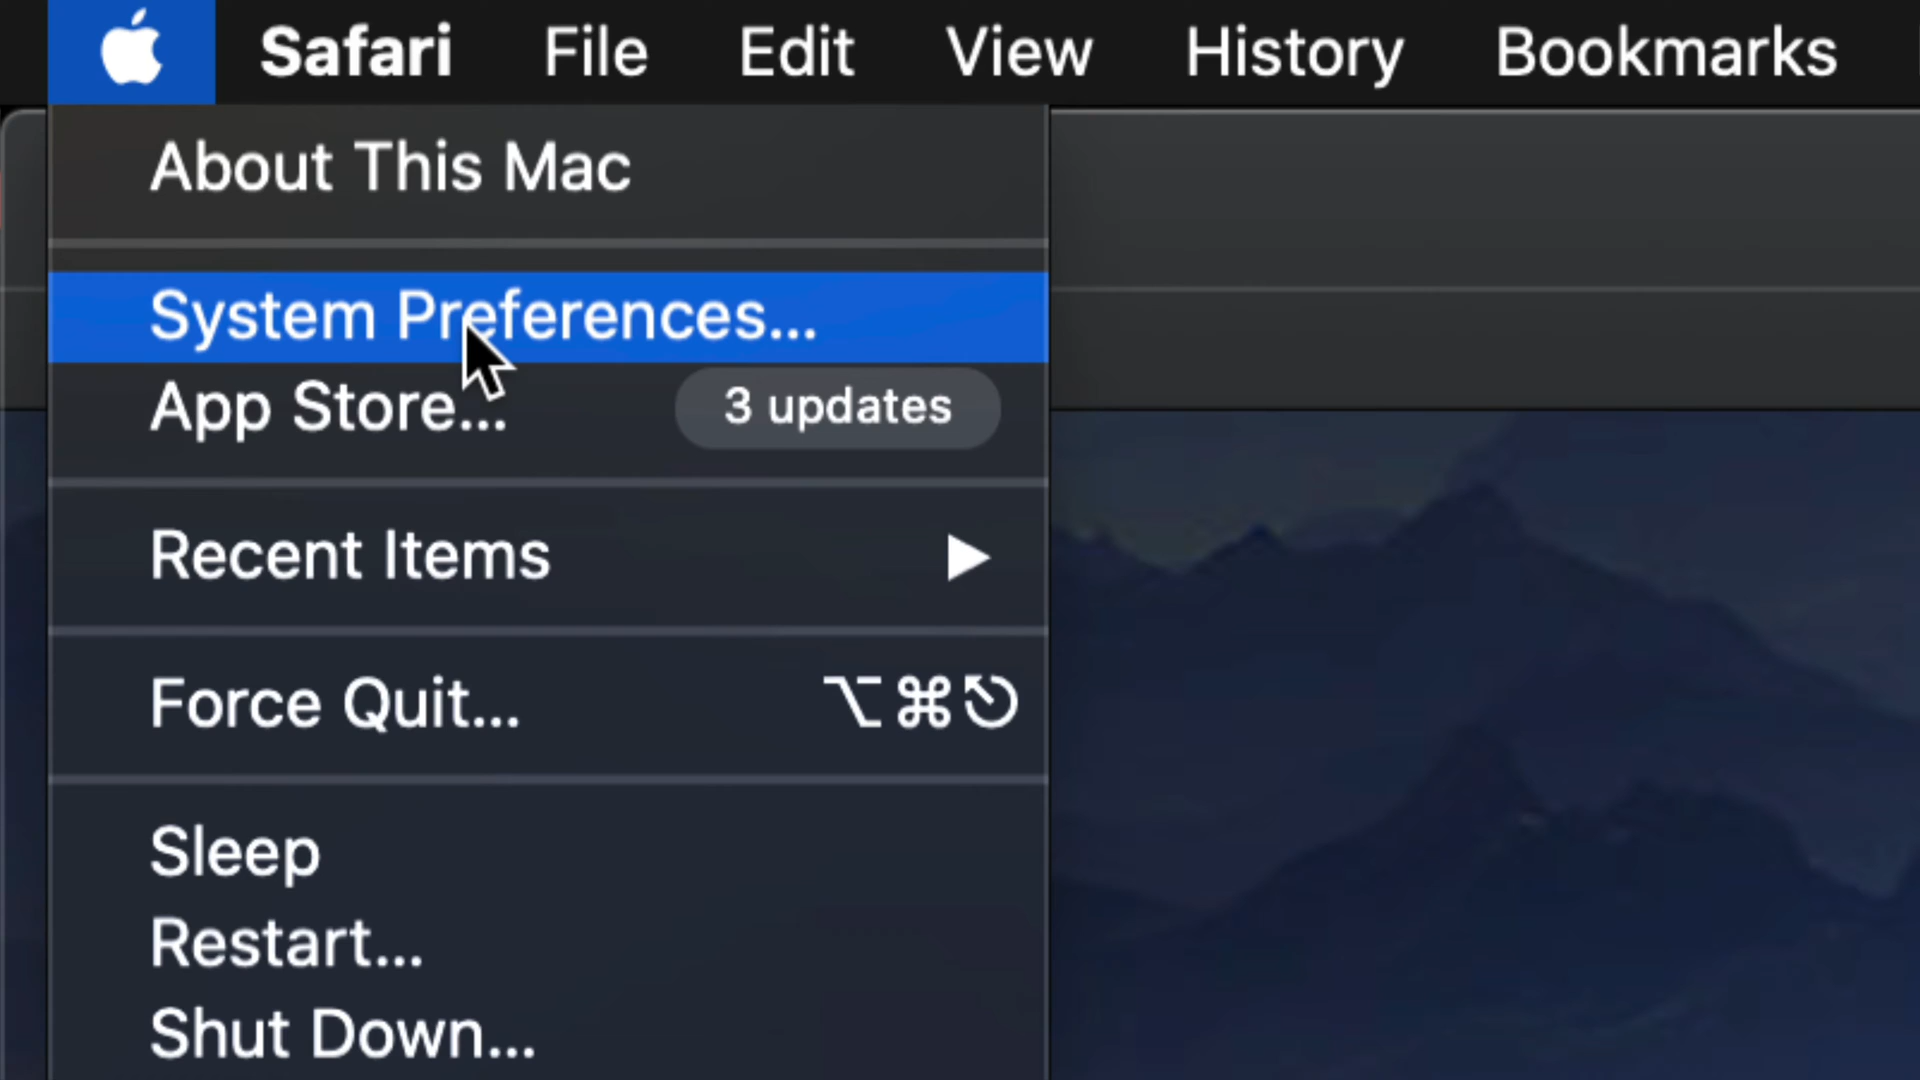 Safari File Edit View History Bookmarks
About This Mac
System Preferences...
App Store... 3 updates
Recent Items ▶
Force Quit... ⌥⌘⎋
Sleep
Restart...
Shut Down...